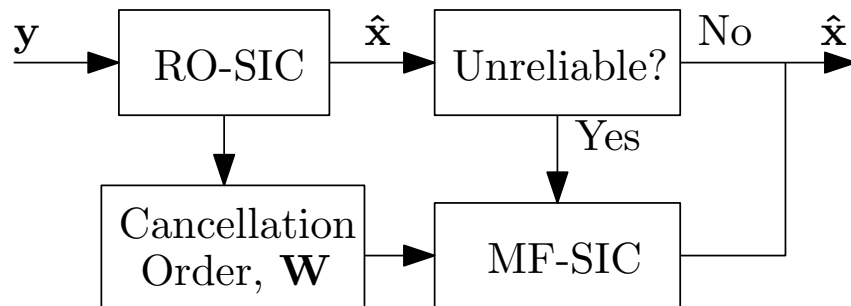 y
RO-SIC
x̂
Unreliable?
No
x̂
Yes
Cancellation
Order, W
MF-SIC